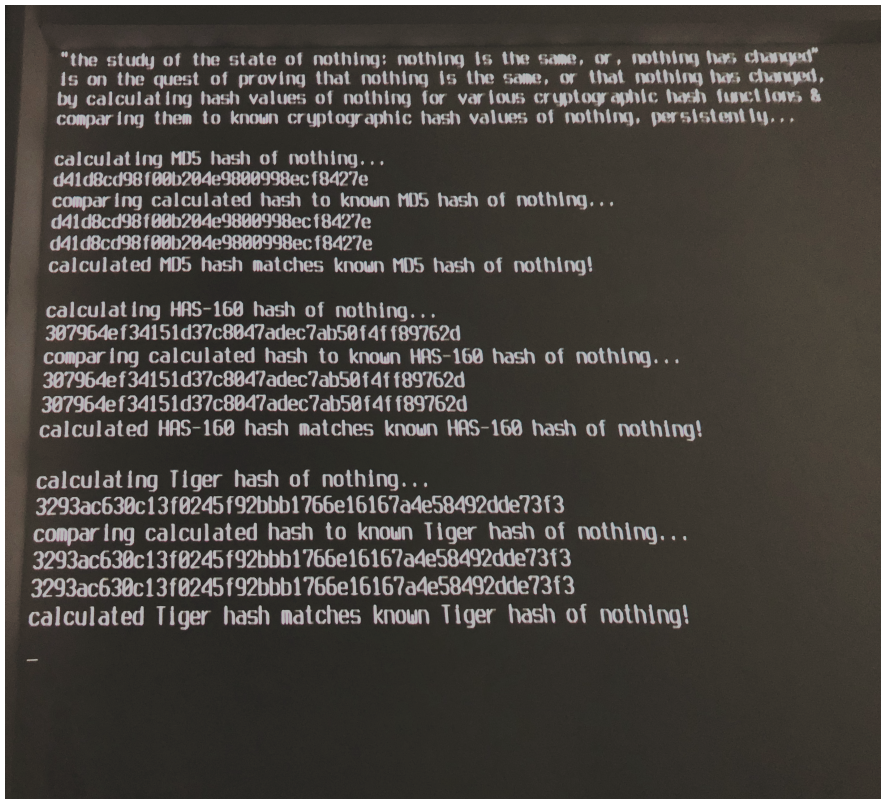 "the study of the state of nothing: nothing is the same, or, nothing has changed"
is on the quest of proving that nothing is the same, or that nothing has changed,
by calculating hash values of nothing for various cryptographic hash functions &
comparing them to known cryptographic hash values of nothing, persistently...
calculating MD5 hash of nothing...
d41d8cd98f00b204e9800998ecf8427e
comparing calculated hash to known MD5 hash of nothing...
d41d8cd98f00b204e9800998ecf8427e
d41d8cd98f00b204e9800998ecf8427e
calculated MD5 hash matches known MD5 hash of nothing!
calculating HAS-160 hash of nothing...
307964ef34151d37c8047adec7ab50f4ff89762d
comparing calculated hash to known HAS-160 hash of nothing...
307964ef34151d37c8047adec7ab50f4ff89762d
307964ef34151d37c8047adec7ab50f4ff89762d
calculated HAS-160 hash matches known HAS-160 hash of nothing!
calculating Tiger hash of nothing...
3293ac630c13f0245f92bbb1766e16167a4e58492dde73f3
comparing calculated hash to known Tiger hash of nothing...
3293ac630c13f0245f92bbb1766e16167a4e58492dde73f3
3293ac630c13f0245f92bbb1766e16167a4e58492dde73f3
calculated Tiger hash matches known Tiger hash of nothing!
_